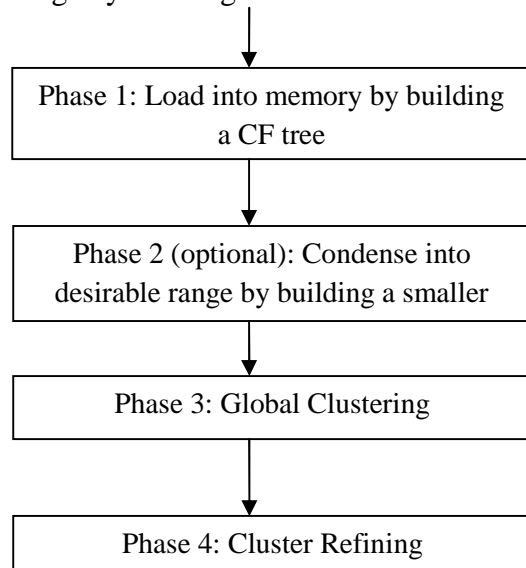 Phase 1: Load into memory by building
a CF tree
Phase 2 (optional): Condense into
desirable range by building a smaller
Phase 3: Global Clustering
Phase 4: Cluster Refining